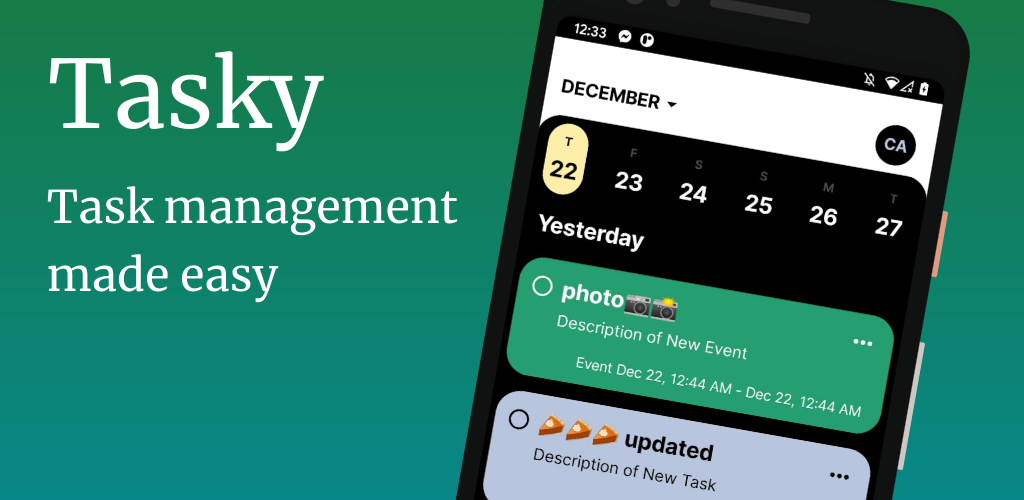 Tasky
Task management
made easy
12:33
DECEMBER
CA
T F S S M T
22 23 24 25 26 27
Yesterday
photo📷📸
Description of New Event
Event Dec 22, 12:44 AM - Dec 22, 12:44 AM
🥧🥧🥧 updated
Description of New Task